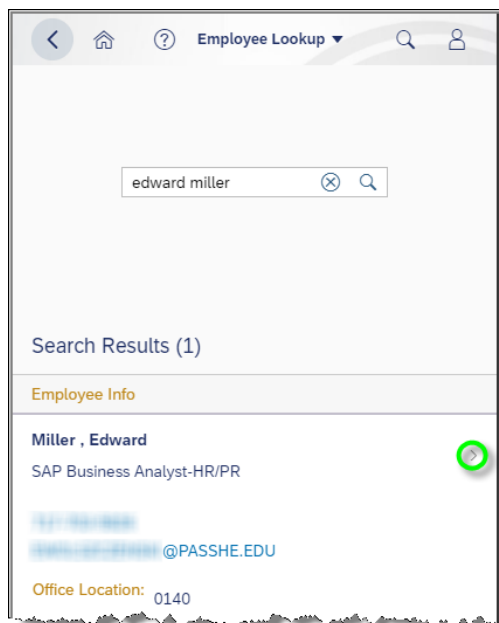 Employee Lookup
edward miller
Search Results (1)
Employee Info
Miller , Edward
SAP Business Analyst-HR/PR
@PASSHE.EDU
Office Location: 0140